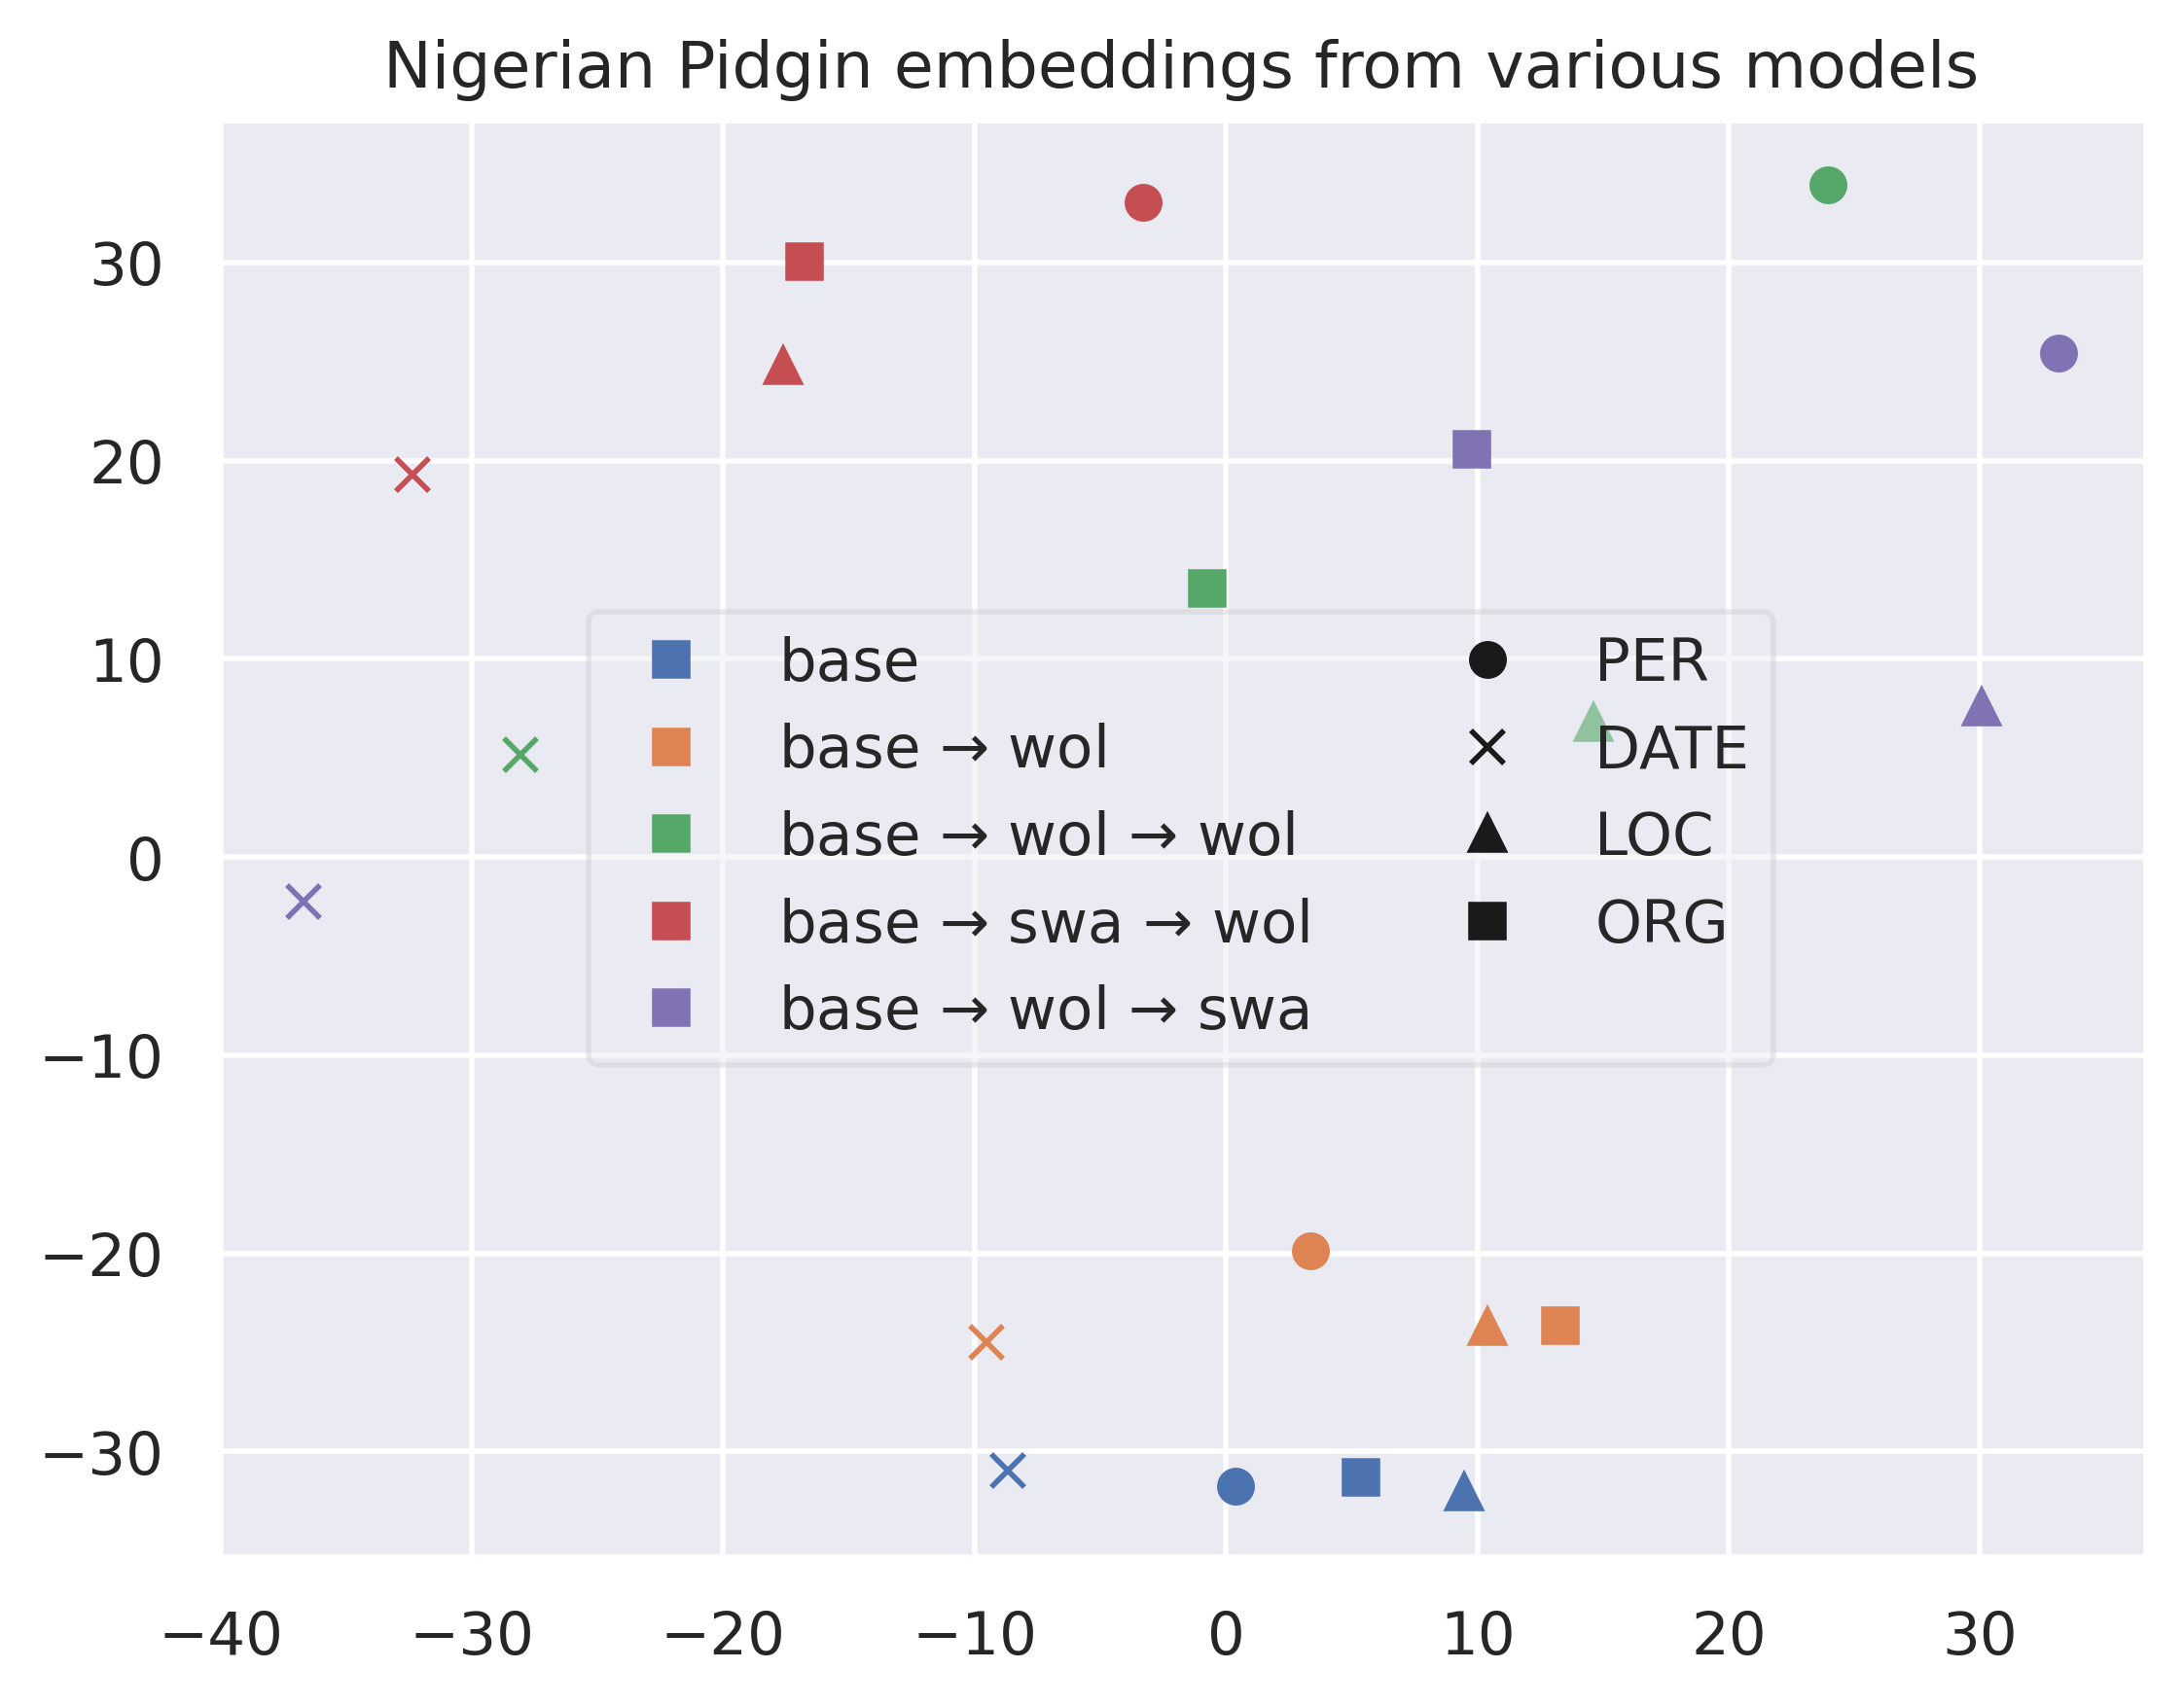 Nigerian Pidgin embeddings from various models
30
20
10
0
−10
−20
−30
base
base → wol
base → wol → wol
base → swa → wol
base → wol → swa
PER
DATE
LOC
ORG
−40 −30 −20 −10 0 10 20 30